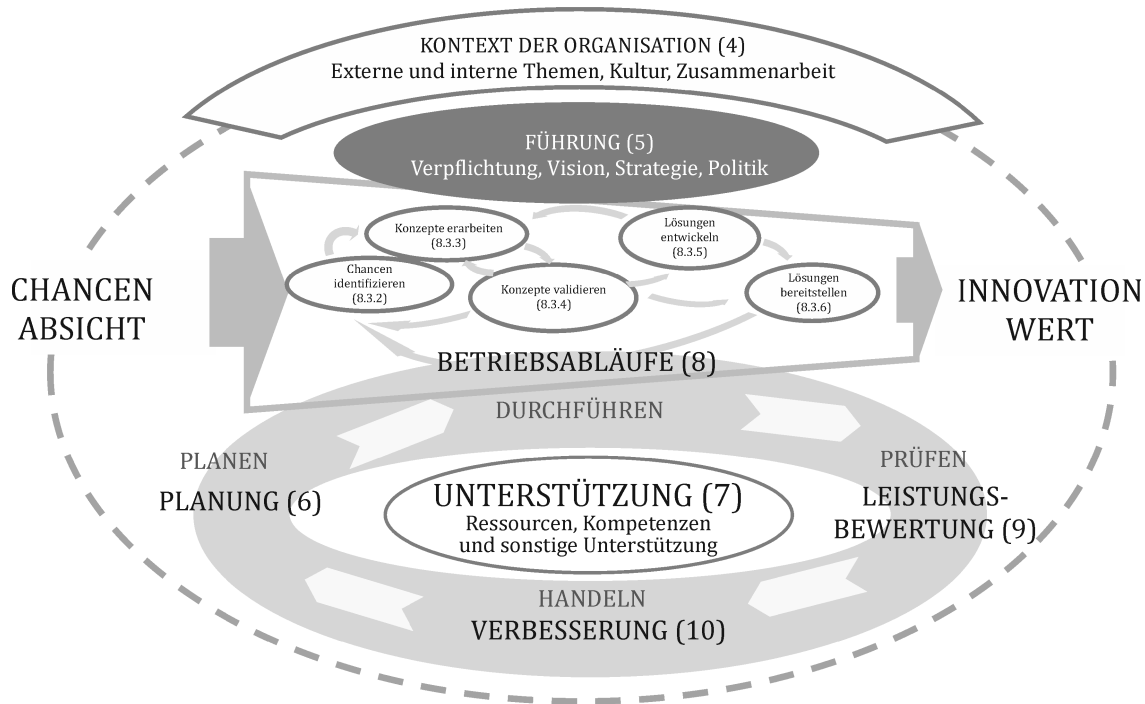 KONTEXT DER ORGANISATION (4)
Externe und interne Themen, Kultur, Zusammenarbeit
FÜHRUNG (5)
Verpflichtung, Vision, Strategie, Politik
Konzepte erarbeiten
(8.3.3)
Lösungen
entwickeln
(8.3.5)
Chancen
identifizieren
(8.3.2)
Konzepte validieren
(8.3.4)
Lösungen
bereitstellen
(8.3.6)
CHANCEN
ABSICHT
INNOVATION
WERT
BETRIEBSABLÄUFE (8)
DURCHFÜHREN
PLANEN
PLANUNG (6)
PRÜFEN
LEISTUNGS-
BEWERTUNG (9)
UNTERSTÜTZUNG (7)
Ressourcen, Kompetenzen
und sonstige Unterstützung
HANDELN
VERBESSERUNG (10)